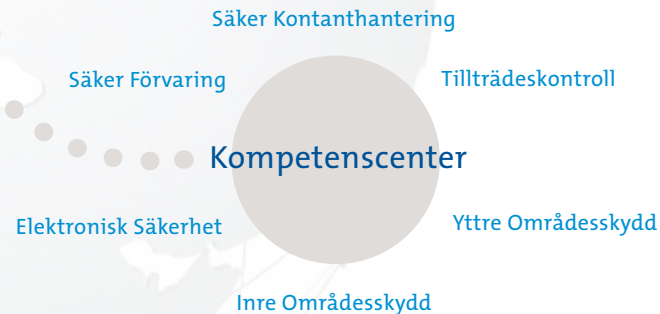 Säker Kontanthantering
Säker Förvaring
Tillträdeskontroll
Kompetenscenter
Elektronisk Säkerhet
Yttre Områdesskydd
Inre Områdesskydd